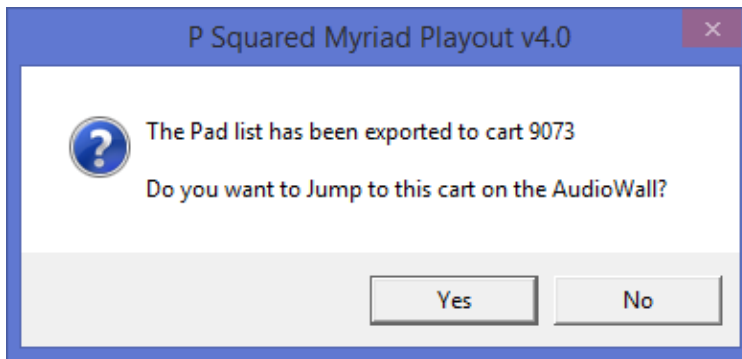 P Squared Myriad Playout v4.0
The Pad list has been exported to cart 9073
Do you want to Jump to this cart on the AudioWall?
Yes No